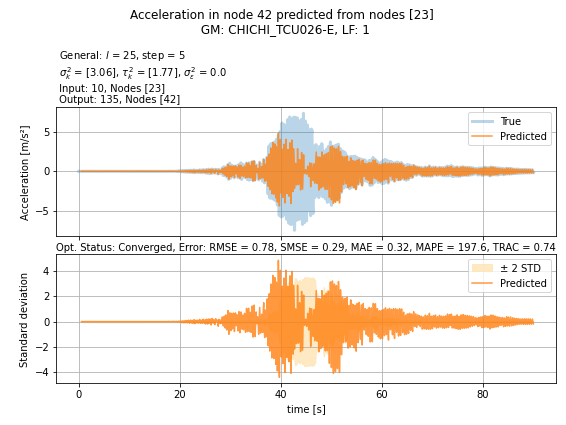 Acceleration in node 42 predicted from nodes [23]
GM: CHICHI_TCU026-E, LF: 1
General: l = 25, step = 5
σ²ₖ = [3.06], τ²ₖ = [1.77], σ²ε = 0.0
Input: 10, Nodes [23]
Output: 135, Nodes [42]
Acceleration [m/s²]
5
0
−5
True
Predicted
Opt. Status: Converged, Error: RMSE = 0.78, SMSE = 0.29, MAE = 0.32, MAPE = 197.6, TRAC = 0.74
Standard deviation
4
2
0
−2
−4
± 2 STD
Predicted
0 20 40 60 80
time [s]